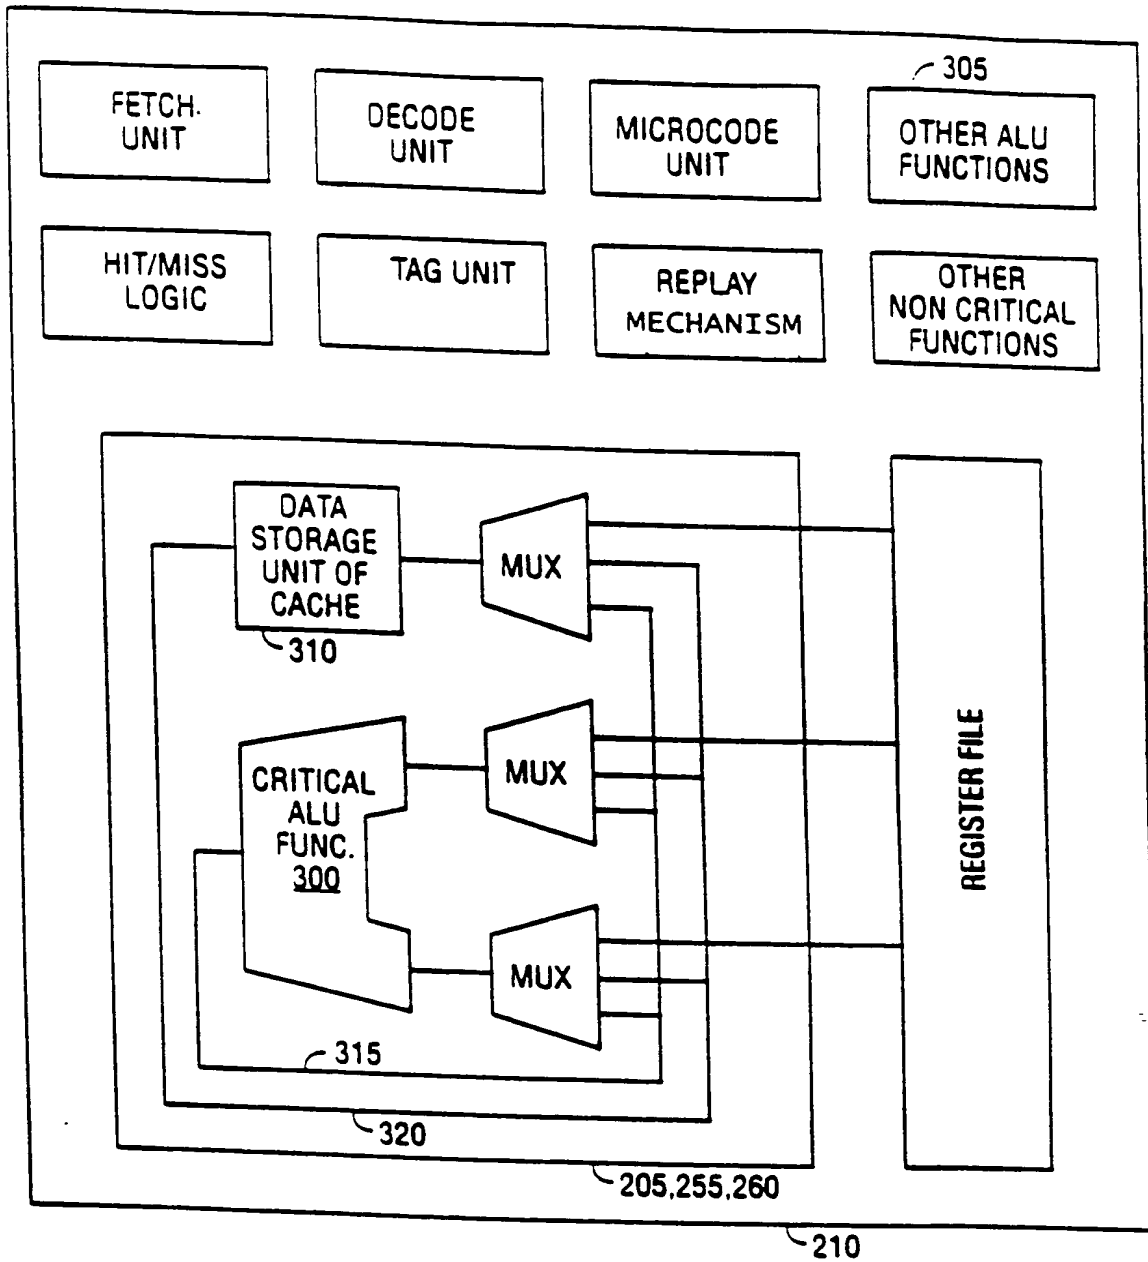 305
FETCH.
UNIT
DECODE
UNIT
MICROCODE
UNIT
OTHER ALU
FUNCTIONS
HIT/MISS
LOGIC
TAG UNIT
REPLAY
MECHANISM
OTHER
NON CRITICAL
FUNCTIONS
DATA
STORAGE
UNIT OF
CACHE
310
MUX
CRITICAL
ALU
FUNC.
300
MUX
MUX
REGISTER FILE
315
320
205,255,260
210